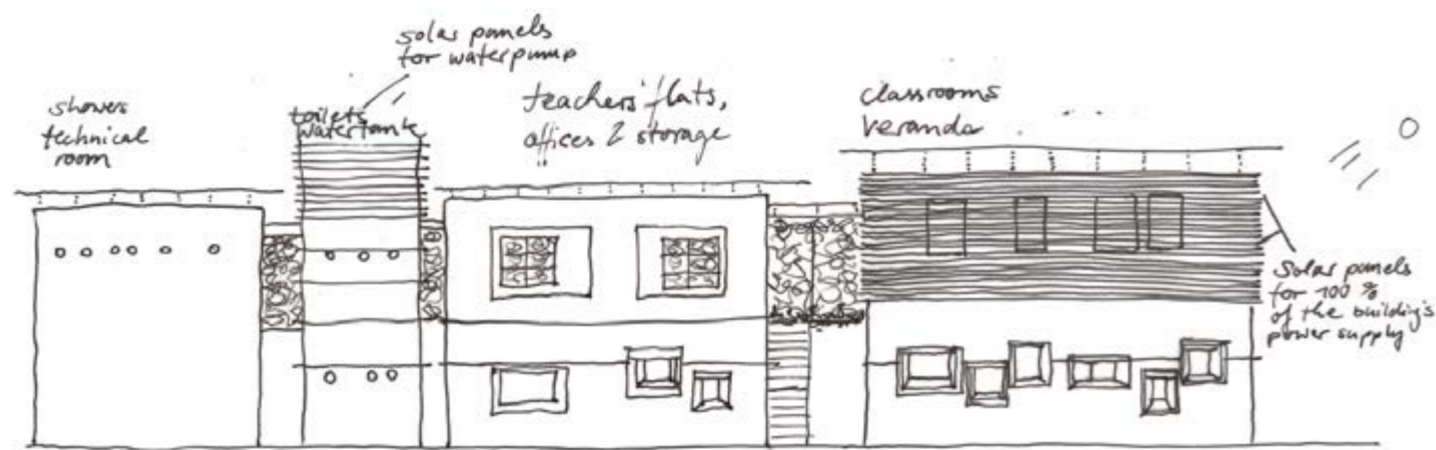 solar panels
for waterpump
showers
technical
room
toilets
watertank
teachers' flats,
offices & storage
classrooms
veranda
Solar panels
for 100 %
of the building's
power supply